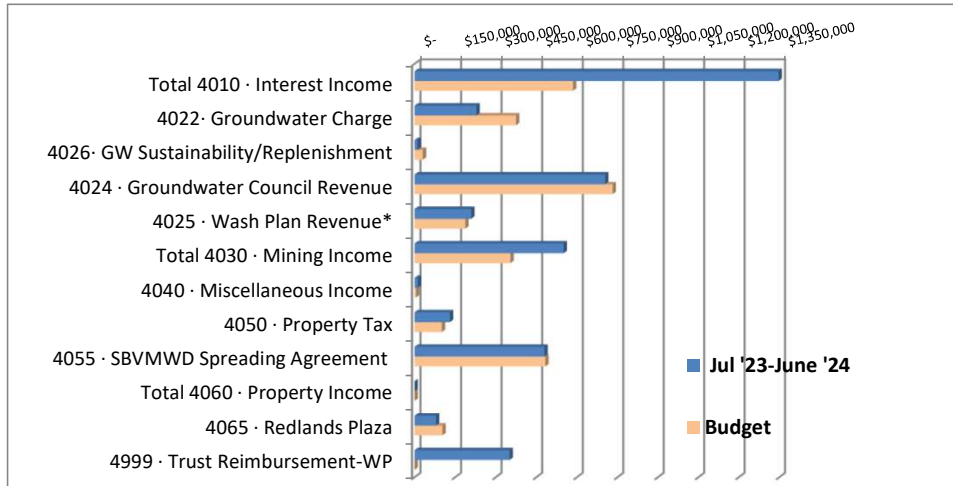 $- $150,000 $300,000 $450,000 $600,000 $750,000 $900,000 $1,050,000 $1,200,000 $1,350,000
Total 4010 · Interest Income
4022· Groundwater Charge
4026· GW Sustainability/Replenishment
4024 · Groundwater Council Revenue
4025 · Wash Plan Revenue*
Total 4030 · Mining Income
4040 · Miscellaneous Income
4050 · Property Tax
4055 · SBVMWD Spreading Agreement
Jul '23-June '24
Total 4060 · Property Income
4065 · Redlands Plaza
Budget
4999 · Trust Reimbursement-WP